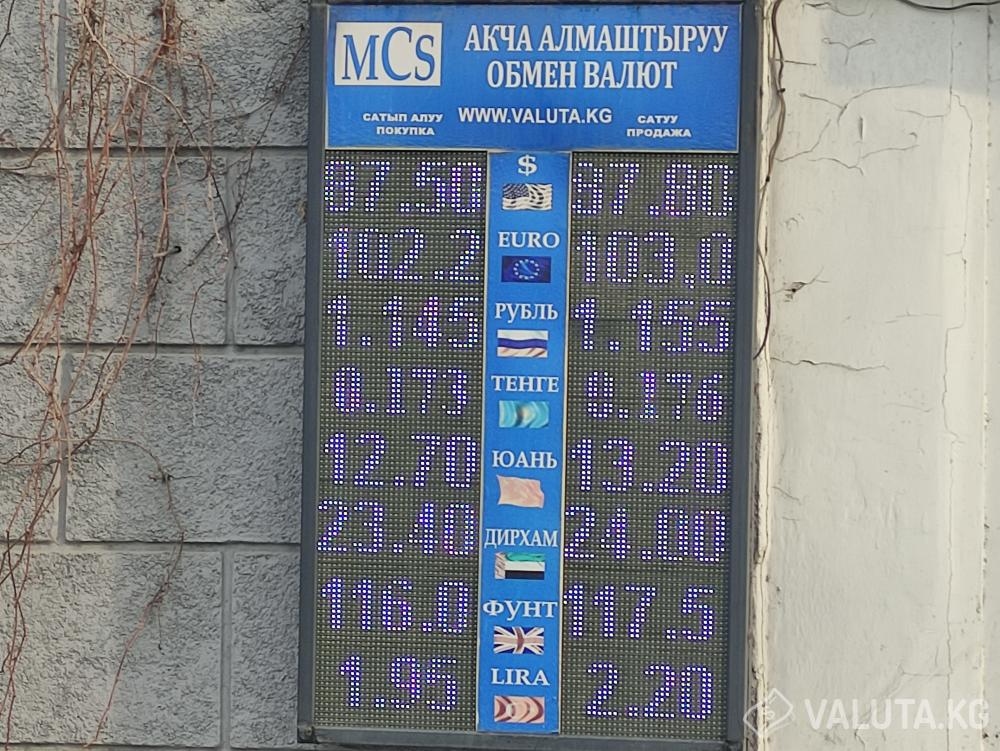 MCS
АКЧА АЛМАШТЫРУУ
ОБМЕН ВАЛЮТ
САТЫП АЛУУ
ПОКУПКА
WWW.VALUTA.KG
САТУУ
ПРОДАЖА
87.50 $ 87.80
102.2 EURO 103.0
1.145 РУБЛЬ 1.155
0.173 ТЕНГЕ 0.176
12.70 ЮАНЬ 13.20
23.40 ДИРХАМ 24.00
116.0 ФУНТ 117.5
1.95 LIRA 2.20
VALUTA.KG